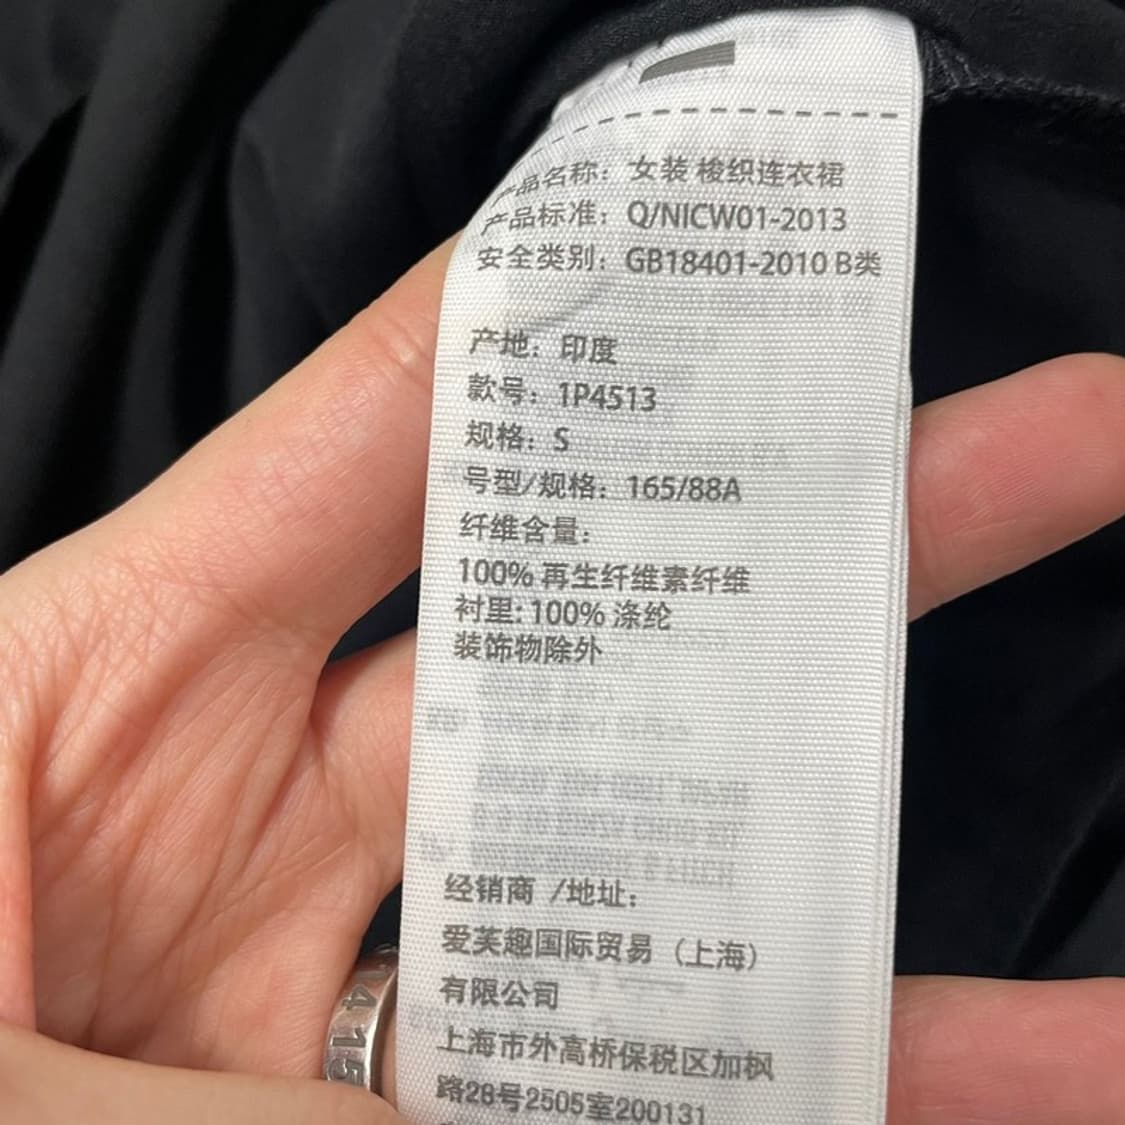 产品名称：女装 梭织连衣裙
产品标准：Q/NICW01-2013
安全类别：GB18401-2010 B类
产地：印度
款号：1P4513
规格：S
号型/规格：165/88A
纤维含量：
100% 再生纤维素纤维
衬里：100% 涤纶
装饰物除外
经销商 /地址：
爱芙趣国际贸易（上海）
有限公司
上海市外高桥保税区加枫
路28号2505室200131
415